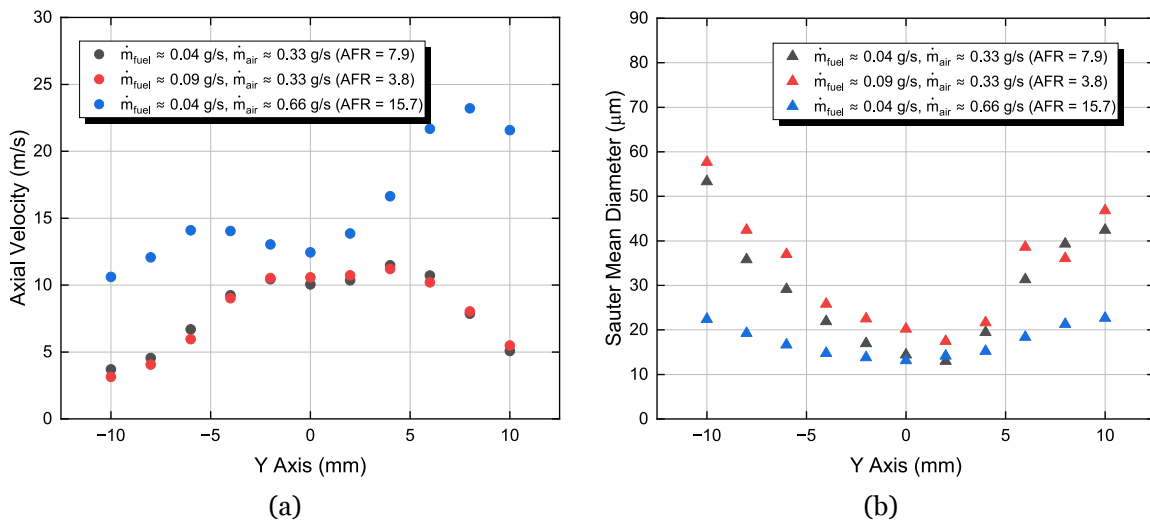 30
25
20
15
10
5
0
Axial Velocity (m/s)
ṁfuel ≈ 0.04 g/s, ṁair ≈ 0.33 g/s (AFR = 7.9)
ṁfuel ≈ 0.09 g/s, ṁair ≈ 0.33 g/s (AFR = 3.8)
ṁfuel ≈ 0.04 g/s, ṁair ≈ 0.66 g/s (AFR = 15.7)
−10 −5 0 5 10
Y Axis (mm)
(a)
90
80
70
60
50
40
30
20
10
0
Sauter Mean Diameter (μm)
ṁfuel ≈ 0.04 g/s, ṁair ≈ 0.33 g/s (AFR = 7.9)
ṁfuel ≈ 0.09 g/s, ṁair ≈ 0.33 g/s (AFR = 3.8)
ṁfuel ≈ 0.04 g/s, ṁair ≈ 0.66 g/s (AFR = 15.7)
−10 −5 0 5 10
Y Axis (mm)
(b)